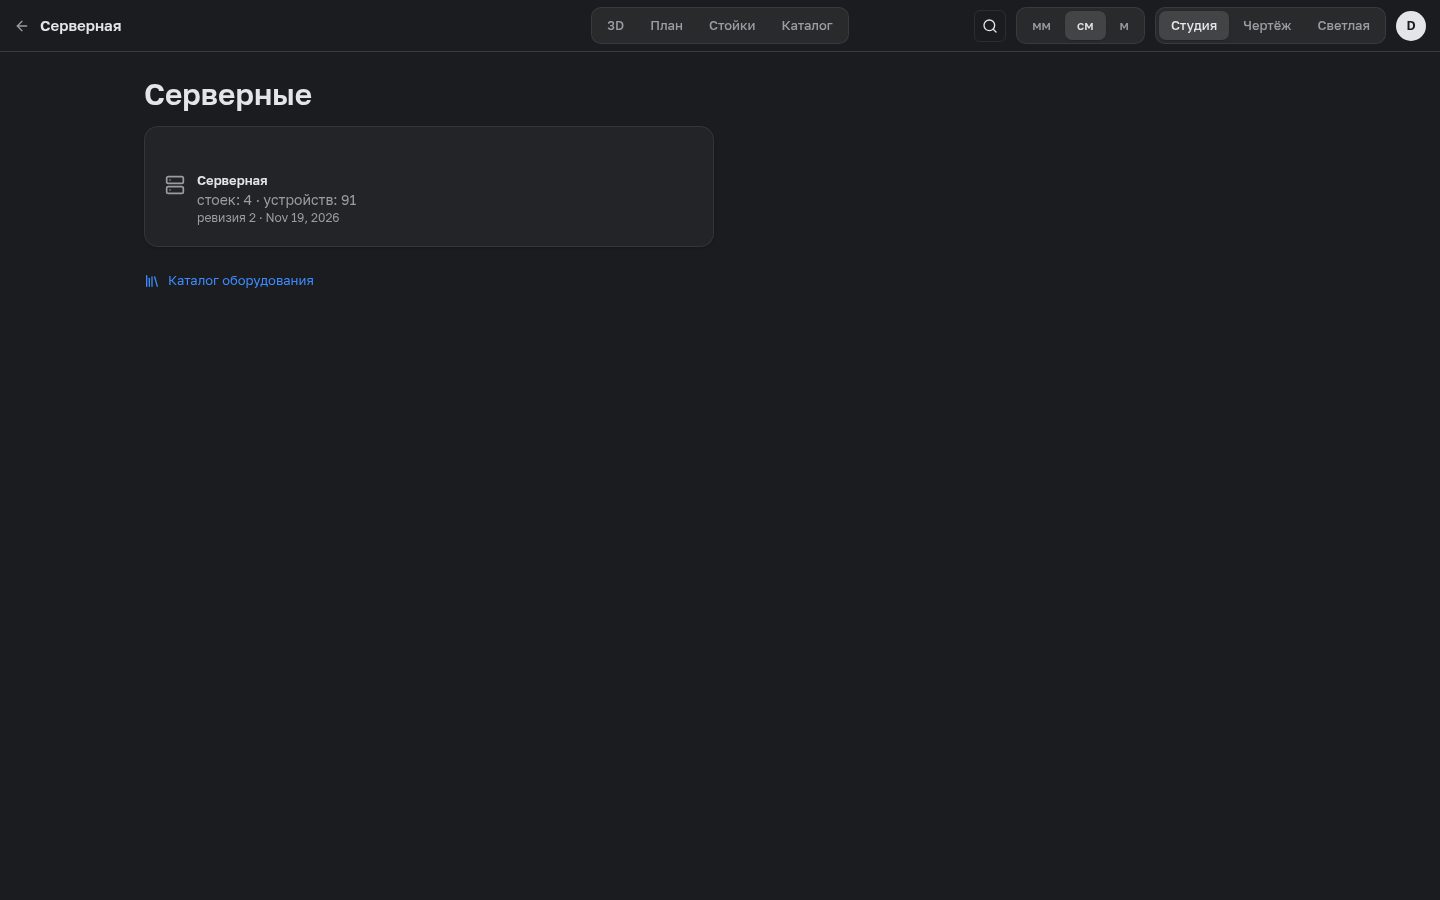 Серверная
3D План Стойки Каталог
мм см м
Студия Чертёж Светлая
D
Серверные
Серверная
стоек: 4 · устройств: 91
ревизия 2 · Nov 19, 2026
Каталог оборудования